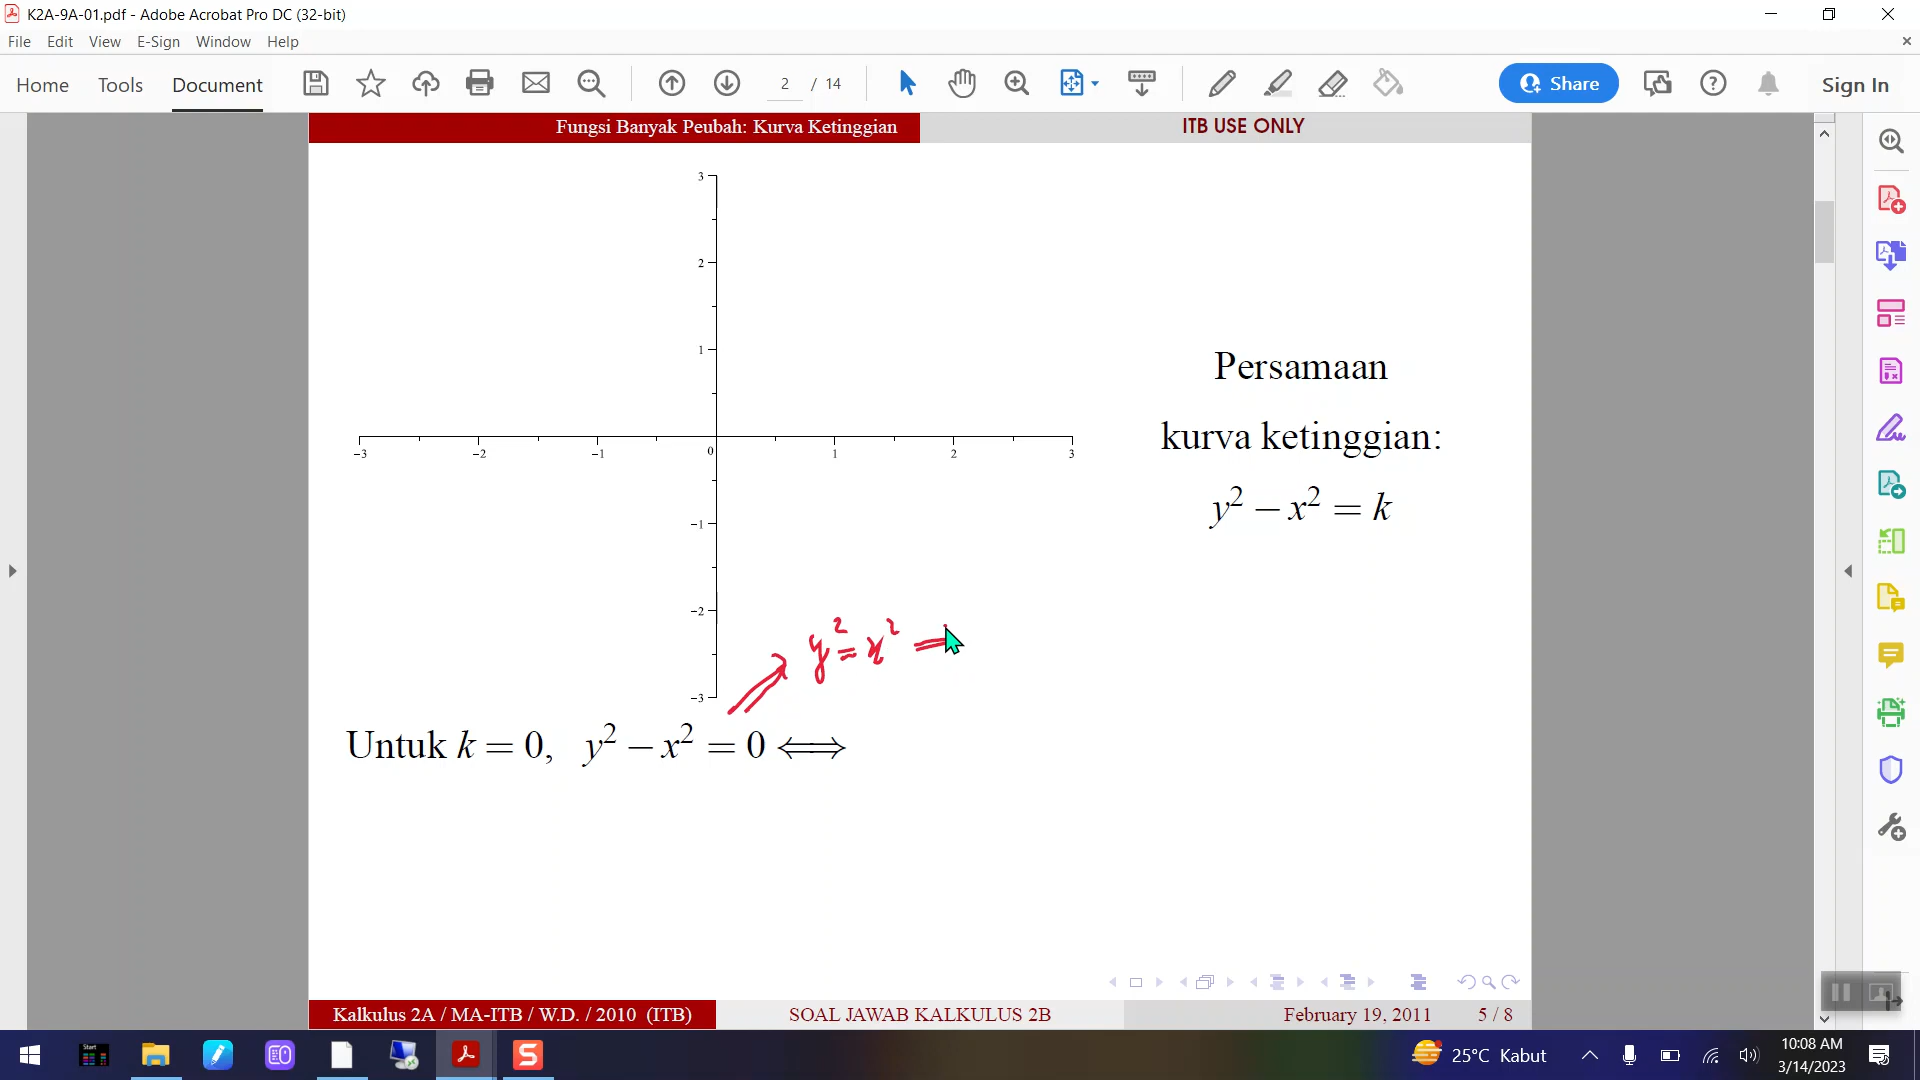 K2A-9A-01.pdf - Adobe Acrobat Pro DC (32-bit)
File Edit View E-Sign Window Help
Home Tools Document 2 / 14 Share Sign In
Fungsi Banyak Peubah: Kurva Ketinggian ITB USE ONLY
3
2
1
−3 −2 −1 0 1 2 3
−1
−2
−3
Persamaan
kurva ketinggian:
y² − x² = k
y² = x² ⇒
Untuk k = 0, y² − x² = 0 ⟺
Kalkulus 2A / MA-ITB / W.D. / 2010 (ITB) SOAL JAWAB KALKULUS 2B February 19, 2011 5 / 8
Start
25°C Kabut
10:08 AM
3/14/2023